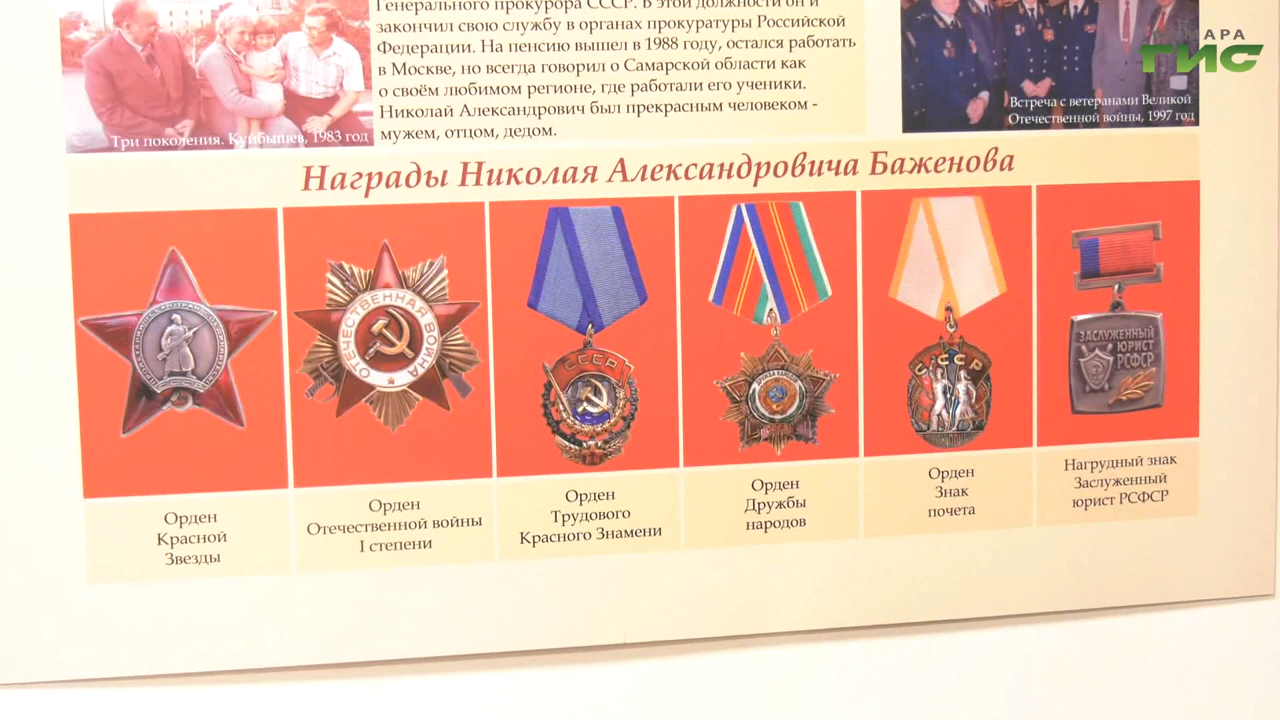 Генерального прокурора СССР. В этой должности он и
закончил свою службу в органах прокуратуры Российской
Федерации. На пенсию вышел в 1988 году, остался работать
в Москве, но всегда говорил о Самарской области как
о своём любимом регионе, где работали его ученики.
Николай Александрович был прекрасным человеком -
мужем, отцом, дедом.
Три поколения. Куйбышев, 1983 год
Встреча с ветеранами Великой
Отечественной войны, 1997 год
САМАРА
ГИС
Награды Николая Александровича Баженова
ОТЕЧЕСТВЕННАЯ ВОЙНА
СССР
ДРУЖБА НАРОДОВ
СССР
СССР
ЗАСЛУЖЕННЫЙ
ЮРИСТ
РСФСР
Орден
Красной
Звезды
Орден
Отечественной войны
I степени
Орден
Трудового
Красного Знамени
Орден
Дружбы
народов
Орден
Знак
почета
Нагрудный знак
Заслуженный
юрист РСФСР